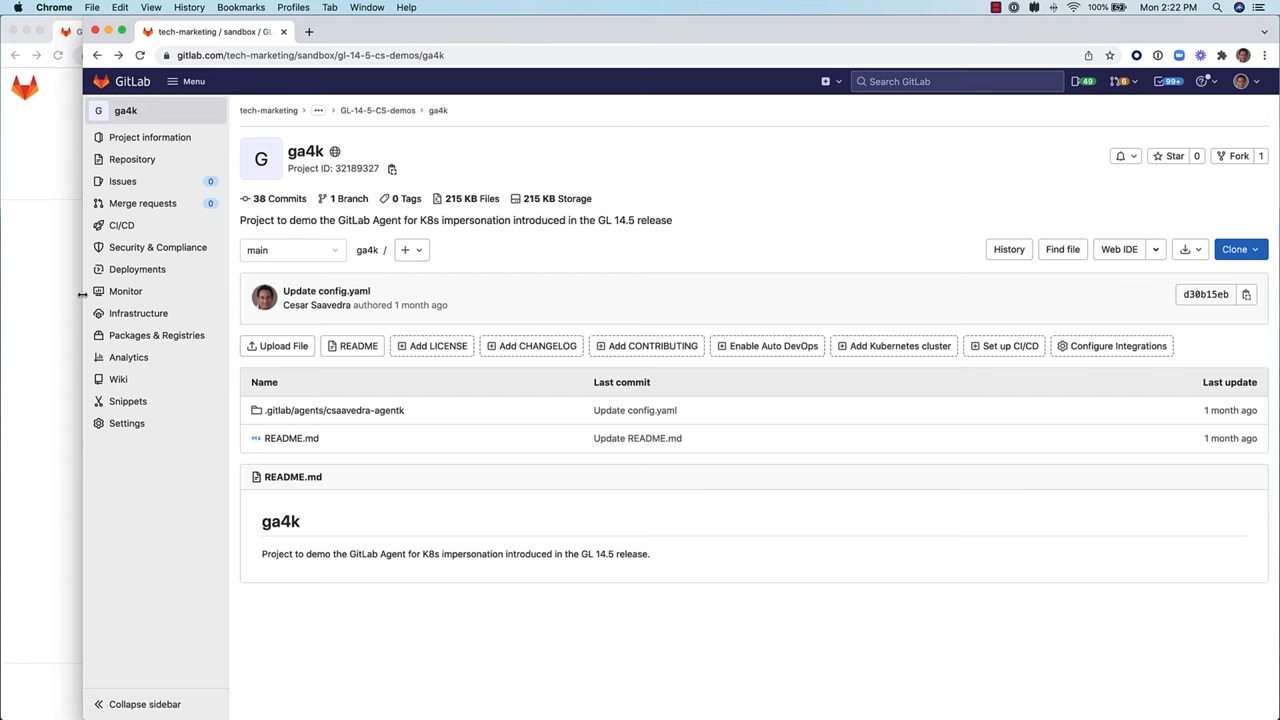 Chrome File Edit View History Bookmarks Profiles Tab Window Help 100% Mon 2:22 PM
tech-marketing / sandbox / GL-
gitlab.com/tech-marketing/sandbox/gl-14-5-cs-demos/ga4k
GitLab Menu Search GitLab 49 6 99+
G ga4k
Project information
Repository
Issues 0
Merge requests 0
CI/CD
Security & Compliance
Deployments
Monitor
Infrastructure
Packages & Registries
Analytics
Wiki
Snippets
Settings
Collapse sidebar
tech-marketing > ... > GL-14-5-CS-demos > ga4k
G ga4k
Project ID: 32189327
Star 0 Fork 1
38 Commits 1 Branch 0 Tags 215 KB Files 215 KB Storage
Project to demo the GitLab Agent for K8s impersonation introduced in the GL 14.5 release
main ga4k / + History Find file Web IDE Clone
Update config.yaml
Cesar Saavedra authored 1 month ago
d30b15eb
Upload File README Add LICENSE Add CHANGELOG Add CONTRIBUTING Enable Auto DevOps Add Kubernetes cluster Set up CI/CD Configure Integrations
Name Last commit Last update
.gitlab/agents/csaavedra-agentk Update config.yaml 1 month ago
README.md Update README.md 1 month ago
README.md
ga4k
Project to demo the GitLab Agent for K8s impersonation introduced in the GL 14.5 release.